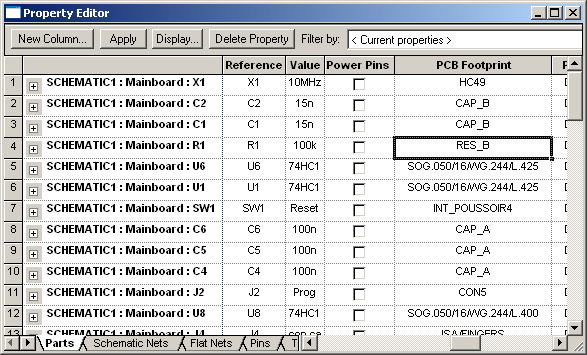 Property Editor
New Column... Apply Display... Delete Property Filter by: < Current properties >
Reference Value Power Pins PCB Footprint
1 SCHEMATIC1 : Mainboard : X1 X1 10MHz HC49
2 SCHEMATIC1 : Mainboard : C2 C2 15n CAP_B
3 SCHEMATIC1 : Mainboard : C1 C1 15n CAP_B
4 SCHEMATIC1 : Mainboard : R1 R1 100k RES_B
5 SCHEMATIC1 : Mainboard : U6 U6 74HC1 SOG.050/16/WG.244/L.425
6 SCHEMATIC1 : Mainboard : U1 U1 74HC1 SOG.050/16/WG.244/L.425
7 SCHEMATIC1 : Mainboard : SW1 SW1 Reset INT_POUSSOIR4
8 SCHEMATIC1 : Mainboard : C6 C6 100n CAP_A
9 SCHEMATIC1 : Mainboard : C5 C5 100n CAP_A
10 SCHEMATIC1 : Mainboard : C4 C4 100n CAP_A
11 SCHEMATIC1 : Mainboard : J2 J2 Prog CON5
12 SCHEMATIC1 : Mainboard : U8 U8 74HC1 SOG.050/16/WG.244/L.400
13 SCHEMATIC1 : Mainboard : J4 J4 ISA/FINGERS
Parts Schematic Nets Flat Nets Pins T